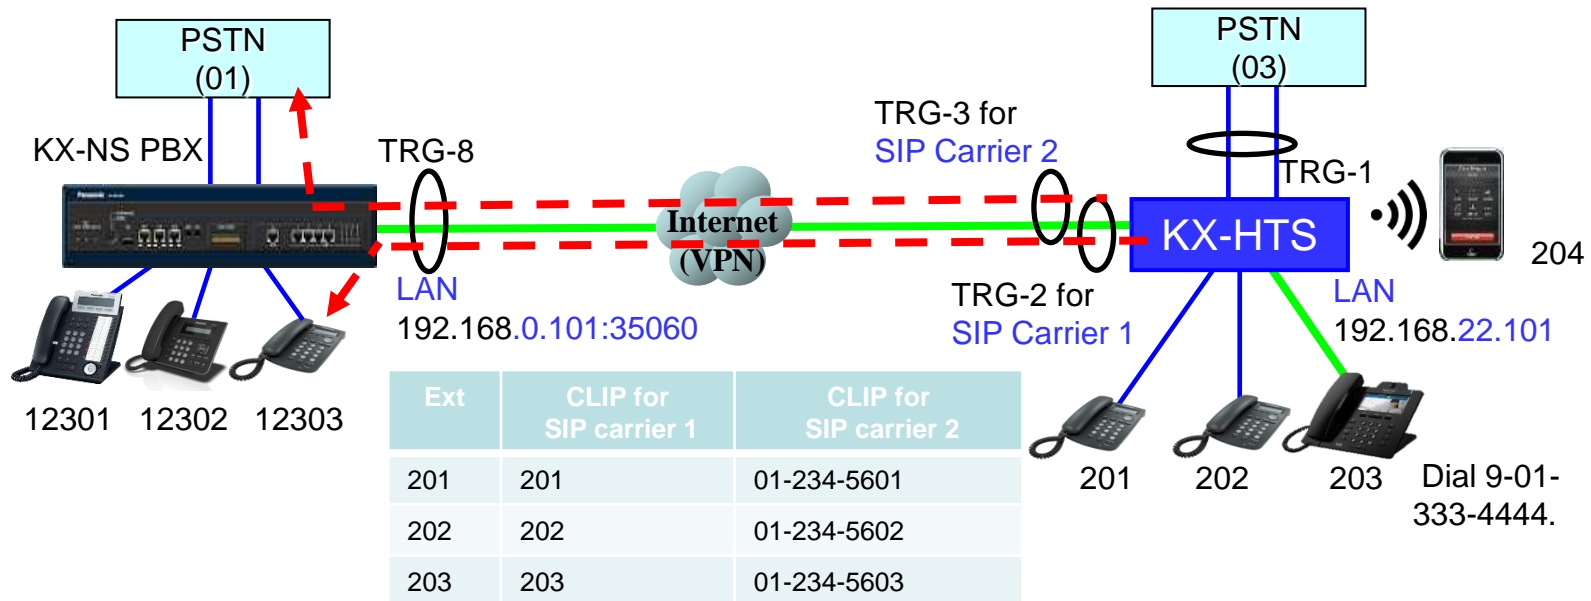 PSTN
(01)
PSTN
(03)
KX-NS PBX
TRG-8
TRG-3 for
SIP Carrier 2
TRG-1
Panasonic
Internet
(VPN)
KX-HTS
204
LAN
192.168.0.101:35060
TRG-2 for
SIP Carrier 1
LAN
192.168.22.101
12301
12302
12303
Ext
CLIP for
SIP carrier 1
CLIP for
SIP carrier 2
201
201
01-234-5601
202
202
01-234-5602
203
203
01-234-5603
201
202
203
Dial 9-01-
333-4444.